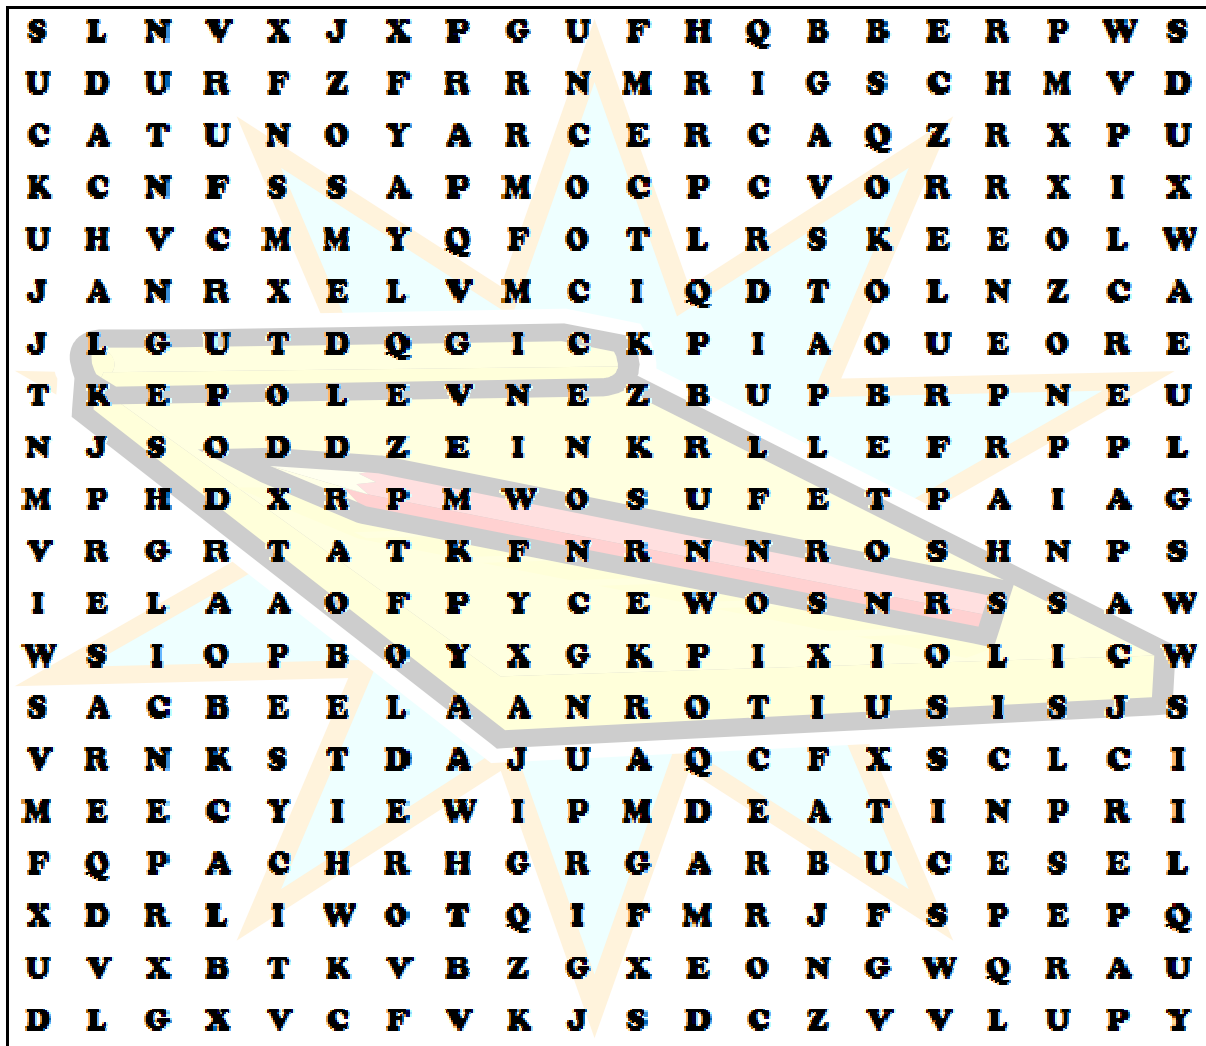 S L N V X J X P G U F H Q B B E R P W S
U D U R F Z F R R N M R I G S C H M V D
C A T U N O Y A R C E R C A Q Z R X P U
K C N F S S A P M O C P C V O R R X I X
U H V C M M Y Q F O T L R S K E E O L W
J A N R X E L V M C I Q D T O L N Z C A
J L G U T D Q G I C K P I A O U E O R E
T K E P O L E V N E Z B U P B R P N E U
N J S O D D Z E I N K R L L E F R P P L
M P H D X R P M W O S U F E T P A I A G
V R G R T A T K F N R N N R O S H N P S
I E L A A O F P Y C E W O S N R S S A W
W S I O P B O Y X G K P I X I O L I C W
S A C B E E L A A N R O T I U S I S J S
V R N K S T D A J U A Q C F X S C L C I
M E E C Y I E W I P M D E A T I N P R I
F Q P A C H R H G R G A R B U C E S E L
X D R L I W O T Q I F M R J F S P E P Q
U V X B T K V B Z G X E O N G W Q R A U
D L G X V C F V K J S D C Z V V L U P Y